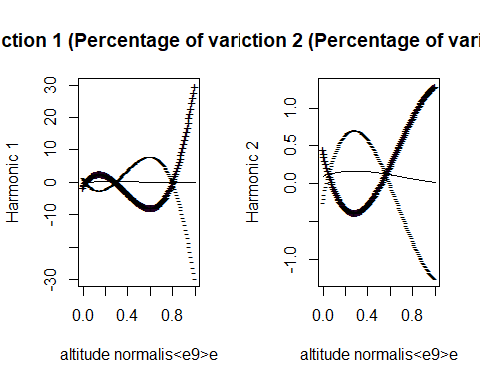 ction 1 (Percentage of variction 2 (Percentage of vari
30
20
10
0
-10
-30
Harmonic 1
0.0 0.4 0.8
altitude normalis<e9>e
1.0
0.5
0.0
-1.0
Harmonic 2
0.0 0.4 0.8
altitude normalis<e9>e